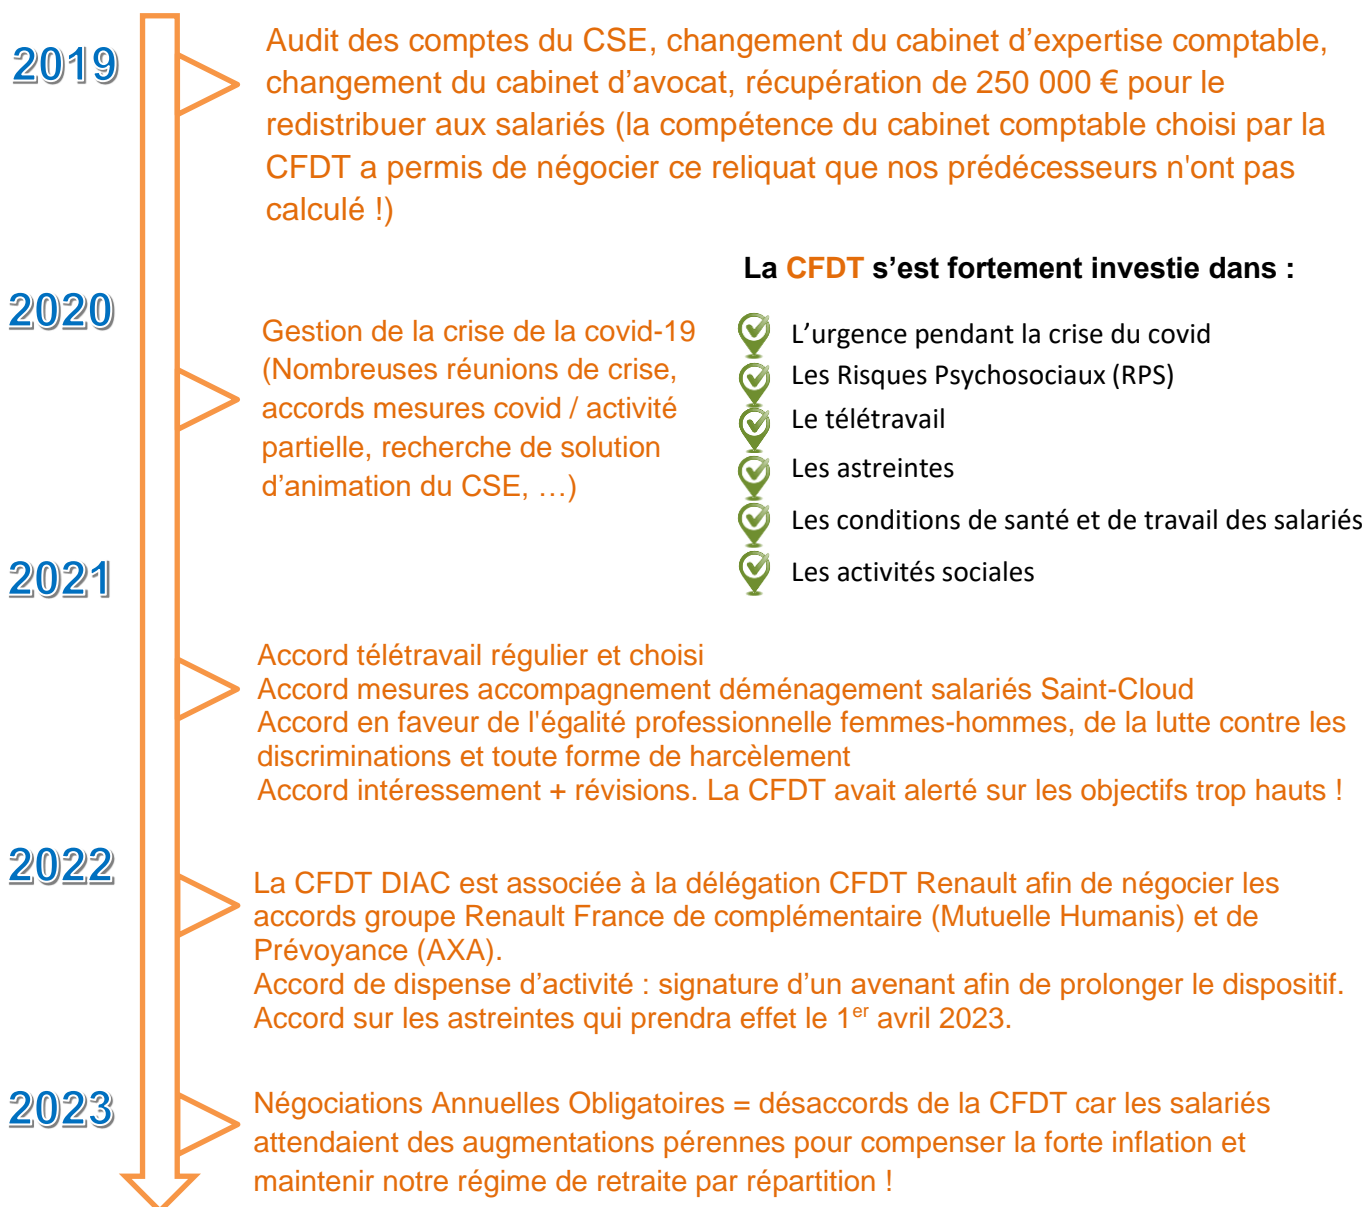 2019
Audit des comptes du CSE, changement du cabinet d’expertise comptable,
changement du cabinet d’avocat, récupération de 250 000 € pour le
redistribuer aux salariés (la compétence du cabinet comptable choisi par la
CFDT a permis de négocier ce reliquat que nos prédécesseurs n'ont pas
calculé !)
2020
Gestion de la crise de la covid-19
(Nombreuses réunions de crise,
accords mesures covid / activité
partielle, recherche de solution
d’animation du CSE, …)
La CFDT s’est fortement investie dans :
L’urgence pendant la crise du covid
Les Risques Psychosociaux (RPS)
Le télétravail
Les astreintes
Les conditions de santé et de travail des salariés
Les activités sociales
2021
Accord télétravail régulier et choisi
Accord mesures accompagnement déménagement salariés Saint-Cloud
Accord en faveur de l'égalité professionnelle femmes-hommes, de la lutte contre les
discriminations et toute forme de harcèlement
Accord intéressement + révisions. La CFDT avait alerté sur les objectifs trop hauts !
2022
La CFDT DIAC est associée à la délégation CFDT Renault afin de négocier les
accords groupe Renault France de complémentaire (Mutuelle Humanis) et de
Prévoyance (AXA).
Accord de dispense d’activité : signature d’un avenant afin de prolonger le dispositif.
Accord sur les astreintes qui prendra effet le 1er avril 2023.
2023
Négociations Annuelles Obligatoires = désaccords de la CFDT car les salariés
attendaient des augmentations pérennes pour compenser la forte inflation et
maintenir notre régime de retraite par répartition !